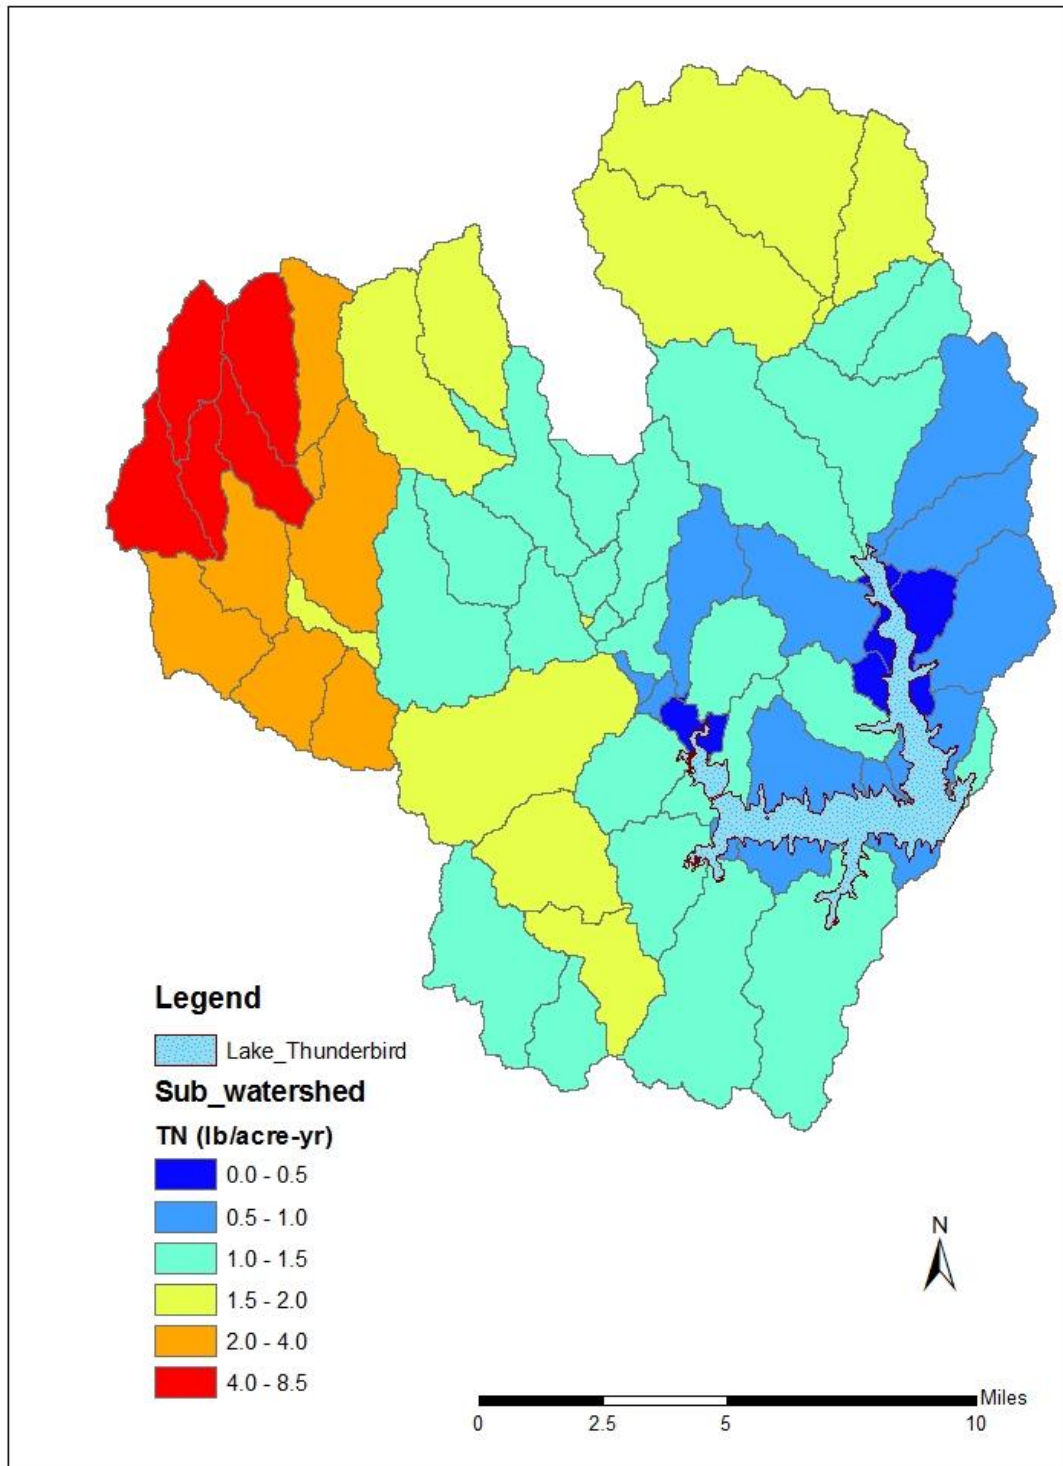 Legend
Lake_Thunderbird
Sub_watershed
TN (lb/acre-yr)
0.0 - 0.5
0.5 - 1.0
1.0 - 1.5
1.5 - 2.0
2.0 - 4.0
4.0 - 8.5
N
Miles
0 2.5 5 10